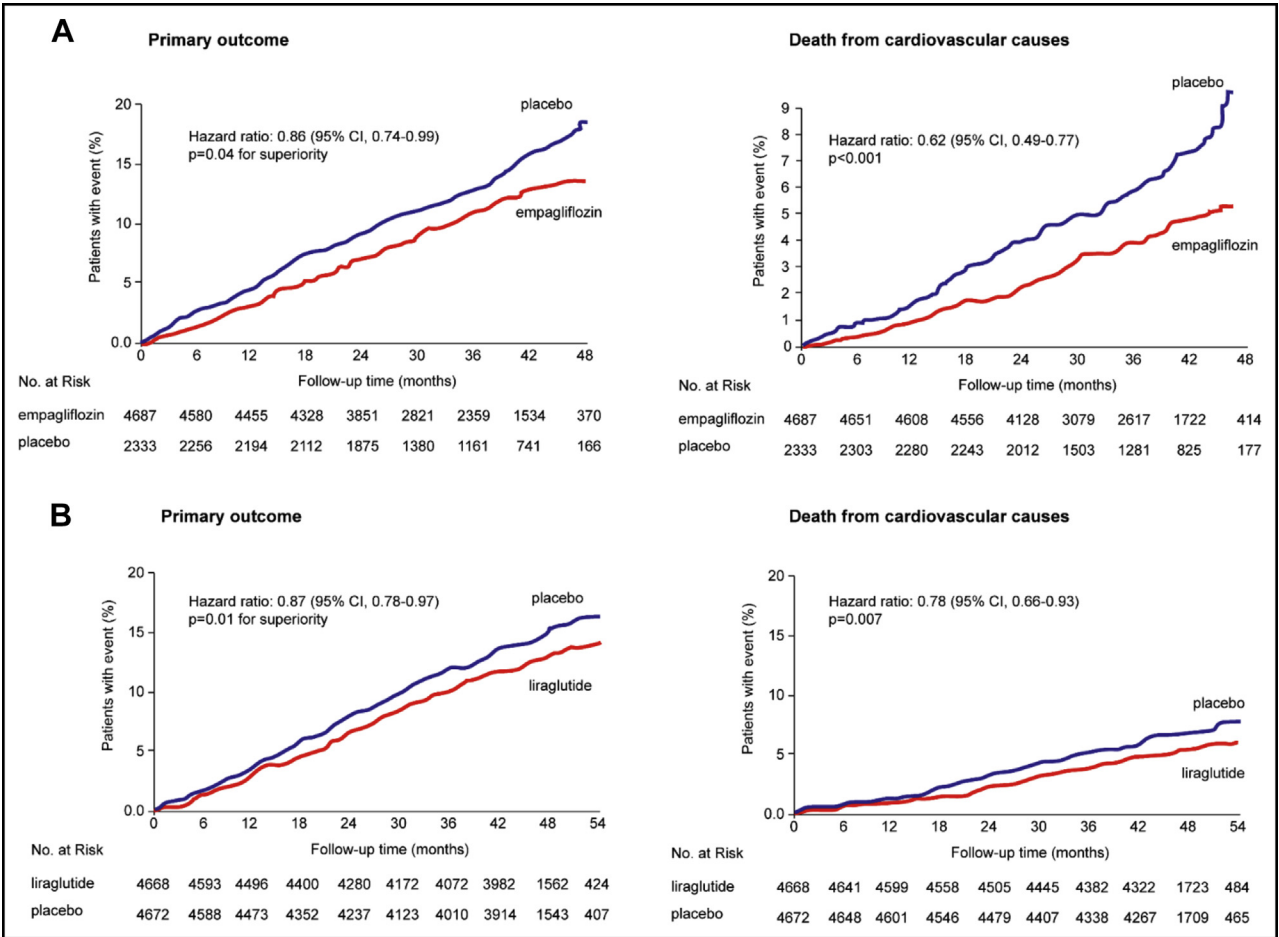 A
Primary outcome
Patients with event (%)
20
15
10
5
0.0
Hazard ratio: 0.86 (95% CI, 0.74-0.99)
p=0.04 for superiority
placebo
empagliflozin
0 6 12 18 24 30 36 42 48
No. at Risk
Follow-up time (months)
empagliflozin 4687 4580 4455 4328 3851 2821 2359 1534 370
placebo 2333 2256 2194 2112 1875 1380 1161 741 166
Death from cardiovascular causes
Patients with event (%)
9
8
7
6
5
4
3
2
1
0
Hazard ratio: 0.62 (95% CI, 0.49-0.77)
p<0.001
placebo
empagliflozin
0 6 12 18 24 30 36 42 48
No. at Risk
Follow-up time (months)
empagliflozin 4687 4651 4608 4556 4128 3079 2617 1722 414
placebo 2333 2303 2280 2243 2012 1503 1281 825 177
B
Primary outcome
Patients with event (%)
20
15
10
5
0.0
Hazard ratio: 0.87 (95% CI, 0.78-0.97)
p=0.01 for superiority
placebo
liraglutide
0 6 12 18 24 30 36 42 48 54
No. at Risk
Follow-up time (months)
liraglutide 4668 4593 4496 4400 4280 4172 4072 3982 1562 424
placebo 4672 4588 4473 4352 4237 4123 4010 3914 1543 407
Death from cardiovascular causes
Patients with event (%)
20
15
10
5
0.0
Hazard ratio: 0.78 (95% CI, 0.66-0.93)
p=0.007
placebo
liraglutide
0 6 12 18 24 30 36 42 48 54
No. at Risk
Follow-up time (months)
liraglutide 4668 4641 4599 4558 4505 4445 4382 4322 1723 484
placebo 4672 4648 4601 4546 4479 4407 4338 4267 1709 465